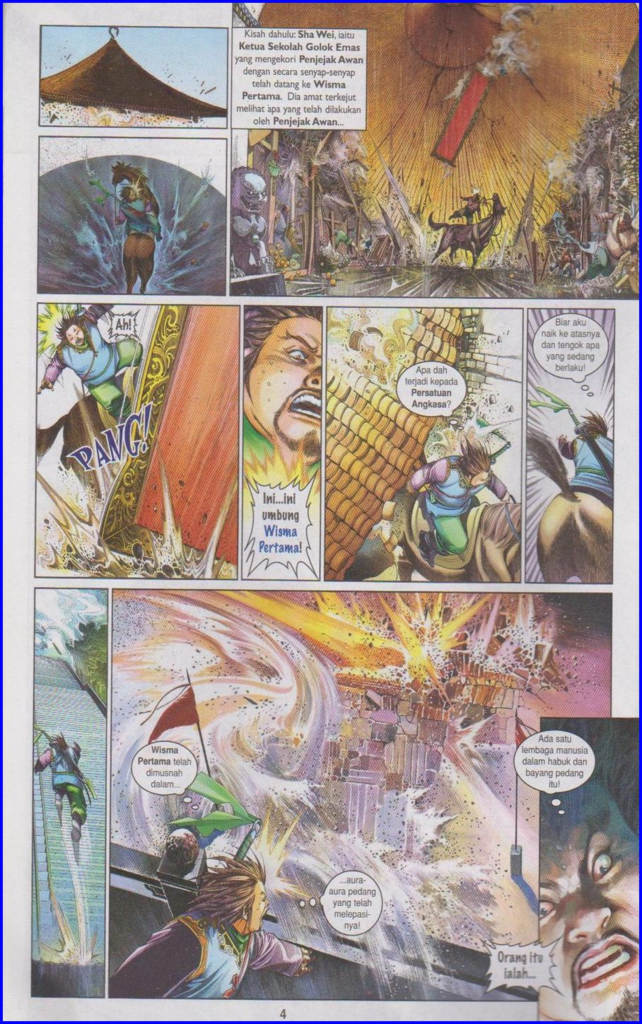 Kisah dahulu: Sha Wei, iaitu
Ketua Sekolah Golok Emas
yang mengekori Penjejak Awan
dengan secara senyap-senyap
telah datang ke Wisma
Pertama. Dia amat terkejut
melihat apa yang telah dilakukan
oleh Penjejak Awan...
Ah!
PANG!
Ini...ini
umbung
Wisma
Pertama!
Apa dah
terjadi kepada
Persatuan
Angkasa?
Biar aku
naik ke atasnya
dan tengok apa
yang sedang
berlaku!
Wisma
Pertama telah
dimusnah
dalam...
...aura-
aura pedang
yang telah
melepasi-
nya!
Ada satu
lembaga manusia
dalam habuk dan
bayang pedang
itu!
Orang itu
ialah...
4